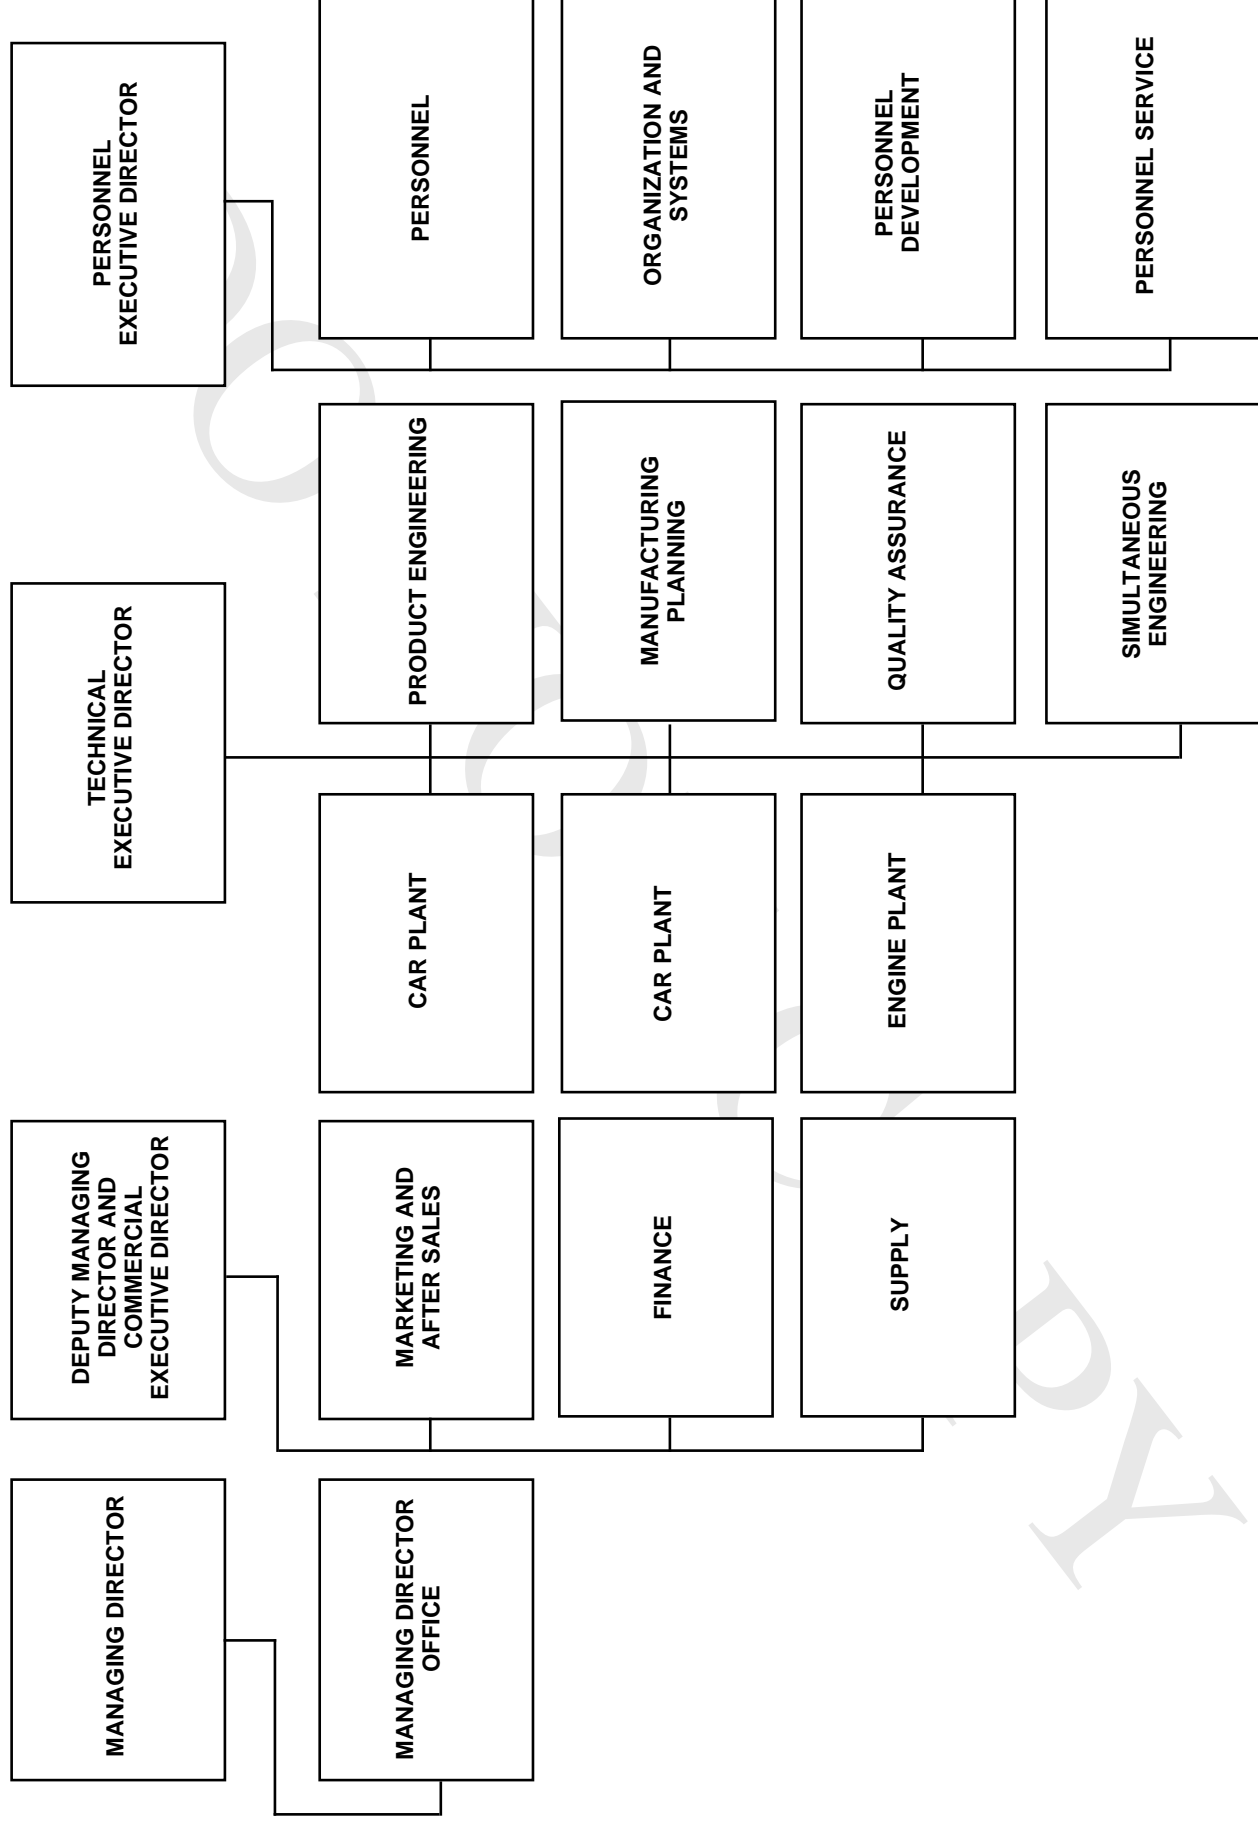 MANAGING DIRECTOR
DEPUTY MANAGING
DIRECTOR AND
COMMERCIAL
EXECUTIVE DIRECTOR
TECHNICAL
EXECUTIVE DIRECTOR
PERSONNEL
EXECUTIVE DIRECTOR
MANAGING DIRECTOR
OFFICE
MARKETING AND
AFTER SALES
CAR PLANT
PRODUCT ENGINEERING
PERSONNEL
FINANCE
CAR PLANT
MANUFACTURING
PLANNING
ORGANIZATION AND
SYSTEMS
SUPPLY
ENGINE PLANT
QUALITY ASSURANCE
PERSONNEL
DEVELOPMENT
SIMULTANEOUS
ENGINEERING
PERSONNEL SERVICE